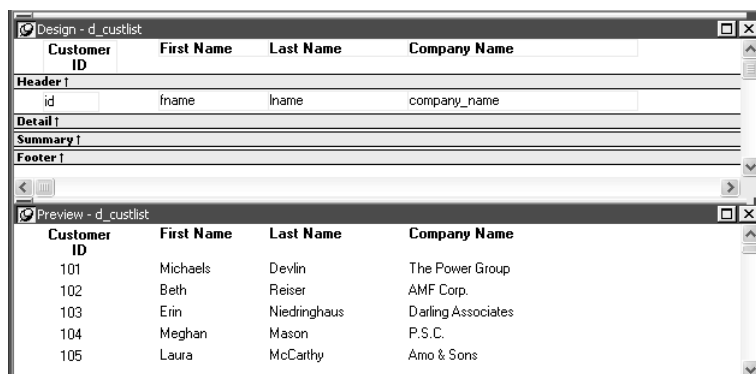 Design - d_custlist
Customer ID First Name Last Name Company Name
Header ↑
id fname lname company_name
Detail ↑
Summary ↑
Footer ↑
Preview - d_custlist
Customer ID First Name Last Name Company Name
101 Michaels Devlin The Power Group
102 Beth Reiser AMF Corp.
103 Erin Niedringhaus Darling Associates
104 Meghan Mason P.S.C.
105 Laura McCarthy Amo & Sons